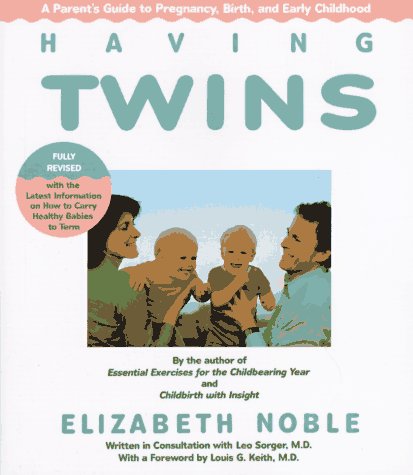 A Parent's Guide to Pregnancy, Birth, and Early Childhood
HAVING
TWINS
FULLY
REVISED
with the
Latest Information
on How to Carry
Healthy Babies
to Term
By the author of
Essential Exercises for the Childbearing Year
and
Childbirth with Insight
ELIZABETH NOBLE
Written in Consultation with Leo Sorger, M.D.
With a Foreword by Louis G. Keith, M.D.